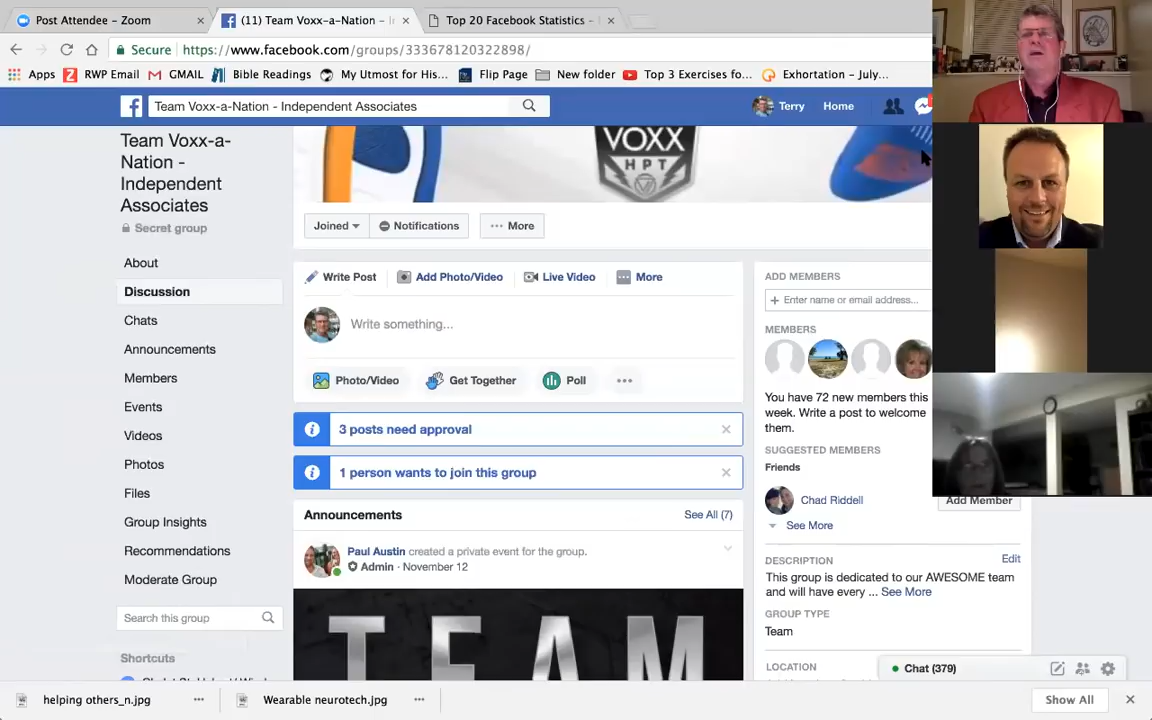 Post Attendee - Zoom
(11) Team Voxx-a-Nation - I
Top 20 Facebook Statistics -
Secure
https://www.facebook.com/groups/333678120322898/
Apps
RWP Email
GMAIL
Bible Readings
My Utmost for His...
Flip Page
New folder
Top 3 Exercises fo...
Exhortation – July...
Team Voxx-a-Nation - Independent Associates
Terry
Home
Team Voxx-a-
Nation -
Independent
Associates
Secret group
About
Discussion
Chats
Announcements
Members
Events
Videos
Photos
Files
Group Insights
Recommendations
Moderate Group
Search this group
Shortcuts
VOXX
HPT
Joined
Notifications
More
Write Post
Add Photo/Video
Live Video
More
Write something...
Photo/Video
Get Together
Poll
3 posts need approval
1 person wants to join this group
Announcements
See All (7)
Paul Austin created a private event for the group.
Admin · November 12
TEAM
ADD MEMBERS
Enter name or email address...
MEMBERS
You have 72 new members this
week. Write a post to welcome
them.
SUGGESTED MEMBERS
Friends
Chad Riddell
Add Member
See More
DESCRIPTION
Edit
This group is dedicated to our AWESOME team
and will have every ... See More
GROUP TYPE
Team
LOCATION
Chat (379)
helping others_n.jpg
Wearable neurotech.jpg
Show All